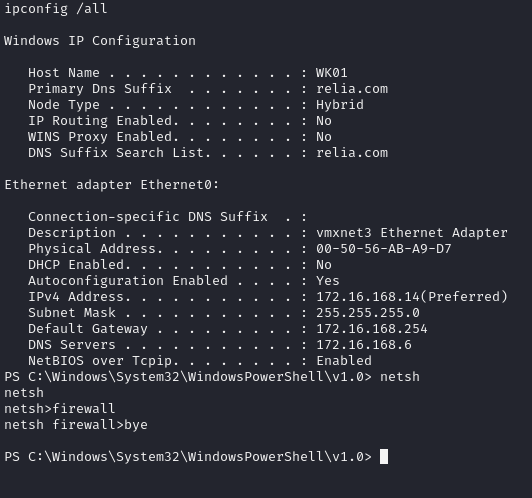 ipconfig /all
Windows IP Configuration
Host Name . . . . . . . . . . . . : WK01
Primary Dns Suffix  . . . . . . . : relia.com
Node Type . . . . . . . . . . . . : Hybrid
IP Routing Enabled. . . . . . . . : No
WINS Proxy Enabled. . . . . . . . : No
DNS Suffix Search List. . . . . . : relia.com
Ethernet adapter Ethernet0:
Connection-specific DNS Suffix  . :
Description . . . . . . . . . . . : vmxnet3 Ethernet Adapter
Physical Address. . . . . . . . . : 00-50-56-AB-A9-D7
DHCP Enabled. . . . . . . . . . . : No
Autoconfiguration Enabled . . . . : Yes
IPv4 Address. . . . . . . . . . . : 172.16.168.14(Preferred)
Subnet Mask . . . . . . . . . . . : 255.255.255.0
Default Gateway . . . . . . . . . : 172.16.168.254
DNS Servers . . . . . . . . . . . : 172.16.168.6
NetBIOS over Tcpip. . . . . . . . : Enabled
PS C:\Windows\System32\WindowsPowerShell\v1.0> netsh
netsh
netsh>firewall
netsh firewall>bye
PS C:\Windows\System32\WindowsPowerShell\v1.0>